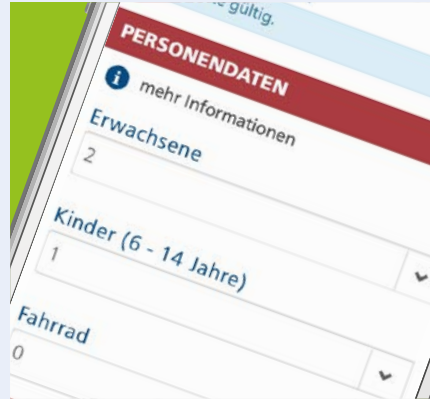 gültig.
PERSONENDATEN
mehr Informationen
Erwachsene
2
Kinder (6 - 14 Jahre)
1
Fahrrad
0